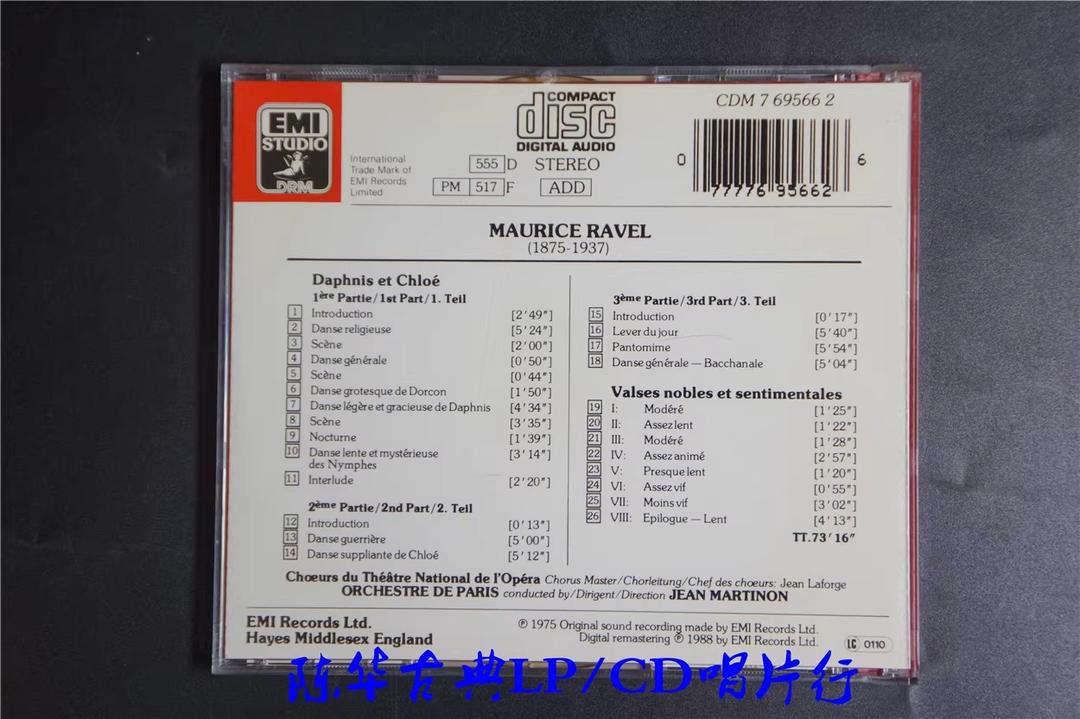 EMI
STUDIO
DRM
International
Trade Mark of
EMI Records
Limited
COMPACT
disc
DIGITAL AUDIO
555 D STEREO
PM 517 F ADD
CDM 7 69566 2
0 77776 95662 6
MAURICE RAVEL
(1875-1937)
Daphnis et Chloé
1ère Partie/1st Part/1. Teil
1 Introduction [2'49"]
2 Danse religieuse [5'24"]
3 Scène [2'00"]
4 Danse générale [0'50"]
5 Scène [0'44"]
6 Danse grotesque de Dorcon [1'50"]
7 Danse légère et gracieuse de Daphnis [4'34"]
8 Scène [3'35"]
9 Nocturne [1'39"]
10 Danse lente et mystérieuse [3'14"]
des Nymphes
11 Interlude [2'20"]
2ème Partie/2nd Part/2. Teil
12 Introduction [0'13"]
13 Danse guerrière [5'00"]
14 Danse suppliante de Chloé [5'12"]
3ème Partie/3rd Part/3. Teil
15 Introduction [0'17"]
16 Lever du jour [5'40"]
17 Pantomime [5'54"]
18 Danse générale — Bacchanale [5'04"]
Valses nobles et sentimentales
19 I: Modéré [1'25"]
20 II: Assez lent [1'22"]
21 III: Modéré [1'28"]
22 IV: Assez animé [2'57"]
23 V: Presque lent [1'20"]
24 VI: Assez vif [0'55"]
25 VII: Moins vif [3'02"]
26 VIII: Epilogue — Lent [4'13"]
TT.73'16"
Chœurs du Théâtre National de l'Opéra Chorus Master/Chorleitung/Chef des chœurs: Jean Laforge
ORCHESTRE DE PARIS conducted by/Dirigent/Direction JEAN MARTINON
EMI Records Ltd.
Hayes Middlesex England
℗ 1975 Original sound recording made by EMI Records Ltd.
Digital remastering ℗ 1988 by EMI Records Ltd.
LC 0110
陈华古典LP/CD唱片行